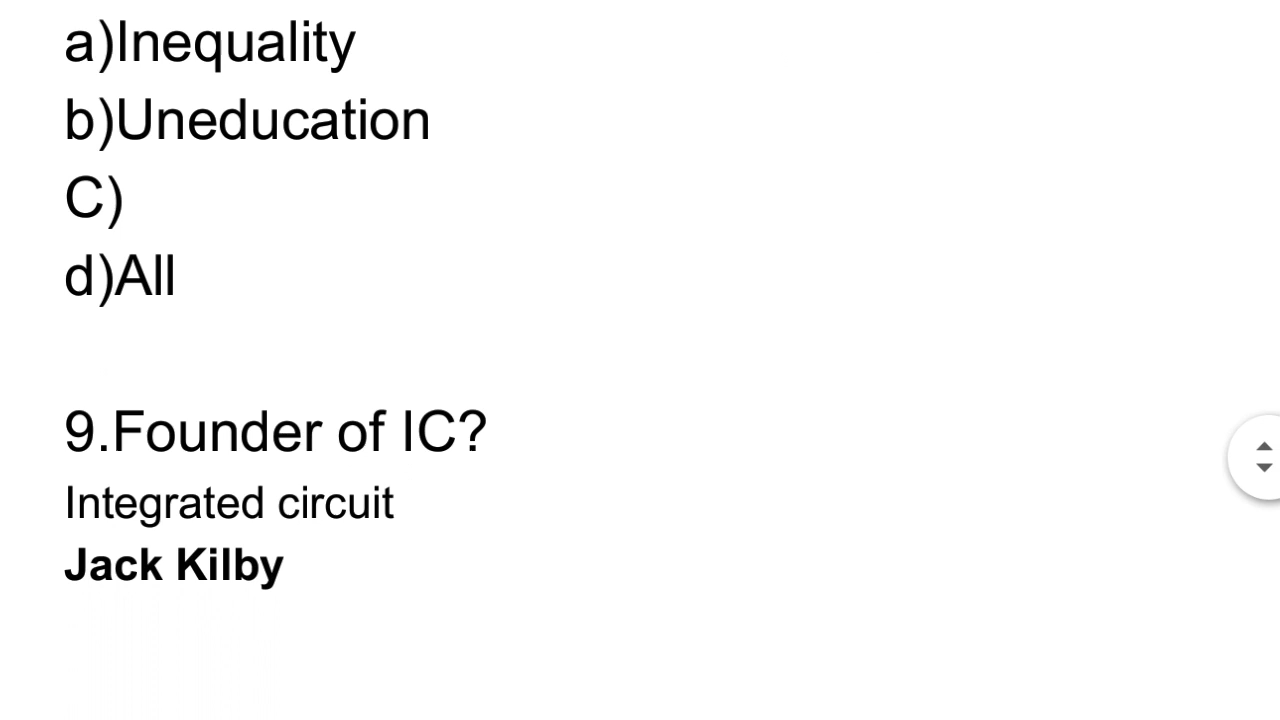 a)Inequality
b)Uneducation
C)
d)All
9.Founder of IC?
Integrated circuit
Jack Kilby